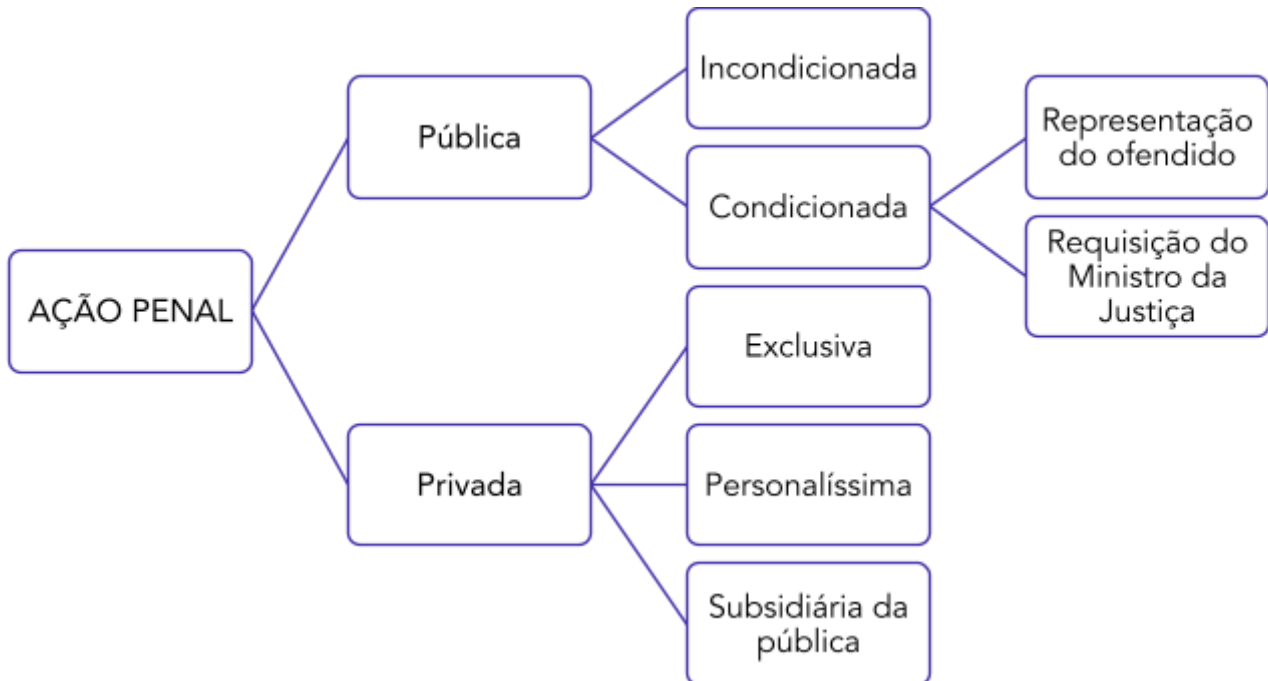 AÇÃO PENAL
Pública
Incondicionada
Condicionada
Representação
do ofendido
Requisição do
Ministro da
Justiça
Privada
Exclusiva
Personalíssima
Subsidiária da
pública